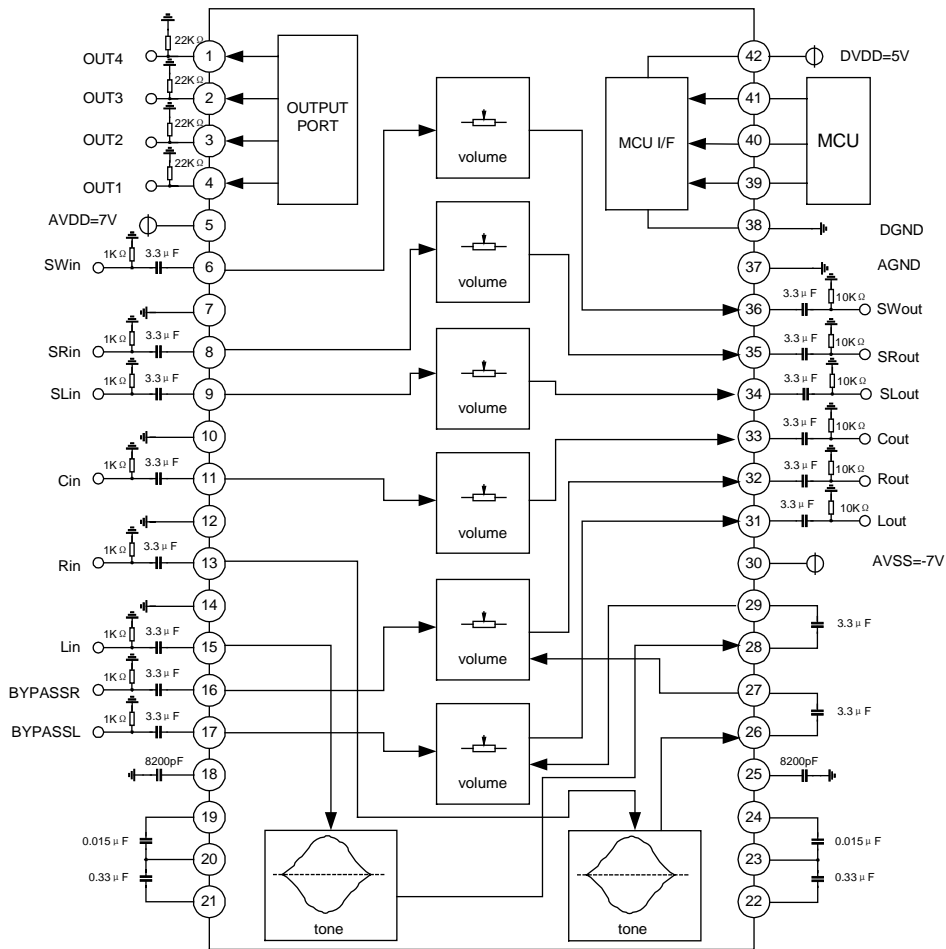 OUT4
22KΩ
1
OUT3
22KΩ
2
OUT2
22KΩ
3
OUT1
22KΩ
4
OUTPUT
PORT
AVDD=7V
5
SWin
1KΩ
3.3μF
6
7
SRin
1KΩ
3.3μF
8
SLin
1KΩ
3.3μF
9
10
Cin
1KΩ
3.3μF
11
12
Rin
1KΩ
3.3μF
13
14
Lin
1KΩ
3.3μF
15
BYPASSR
1KΩ
3.3μF
16
BYPASSL
1KΩ
3.3μF
17
8200pF
18
19
0.015μF
20
0.33μF
21
volume
volume
volume
volume
volume
volume
tone
tone
42
DVDD=5V
41
40
39
MCU I/F
MCU
38
DGND
37
AGND
36
3.3μF
10KΩ
SWout
35
3.3μF
10KΩ
SRout
34
3.3μF
10KΩ
SLout
33
3.3μF
10KΩ
Cout
32
3.3μF
10KΩ
Rout
31
3.3μF
10KΩ
Lout
30
AVSS=-7V
29
3.3μF
28
27
3.3μF
26
25
8200pF
24
0.015μF
23
0.33μF
22